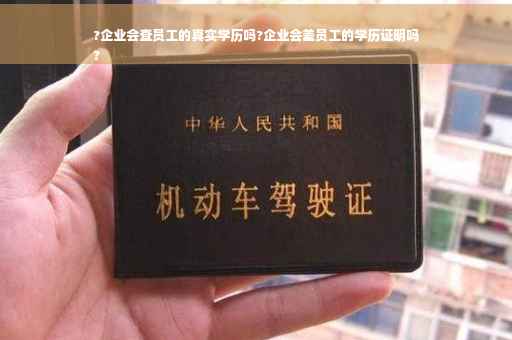 ?企业会查员工的真实学历吗?企业会盖员工的学历证明吗
?
中华人民共和国
机动车驾驶证